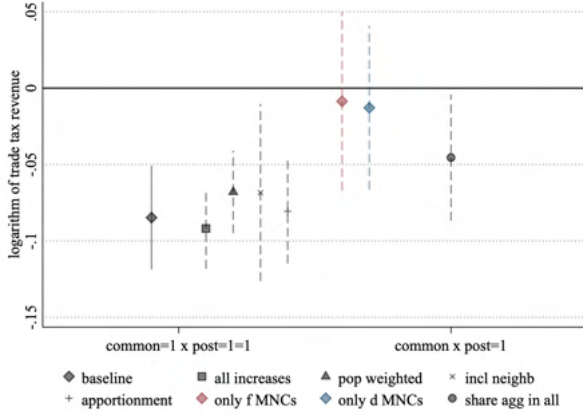 .05
0
-.05
-.1
-.15
logarithm of trade tax revenue
common=1 x post=1=1
common x post=1
baseline
all increases
pop weighted
incl neighb
apportionment
only f MNCs
only d MNCs
share agg in all